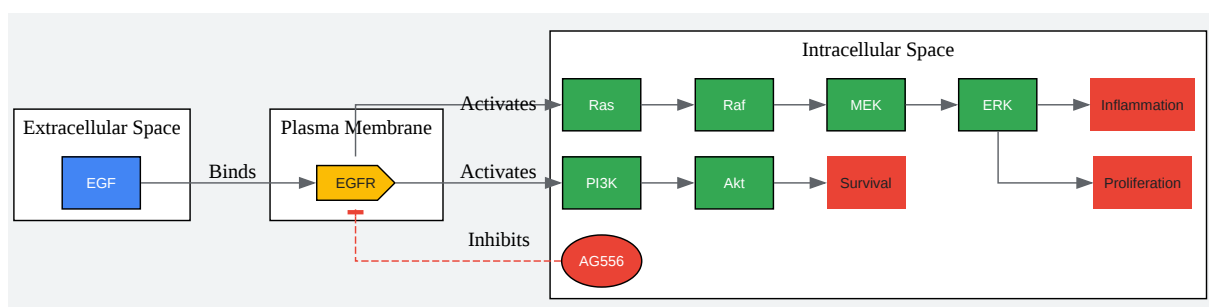 Intracellular Space
Activates
Ras
Raf
MEK
ERK
Inflammation
Extracellular Space
Plasma Membrane
EGF
Binds
EGFR
Activates
PI3K
Akt
Survival
Proliferation
Inhibits
AG556